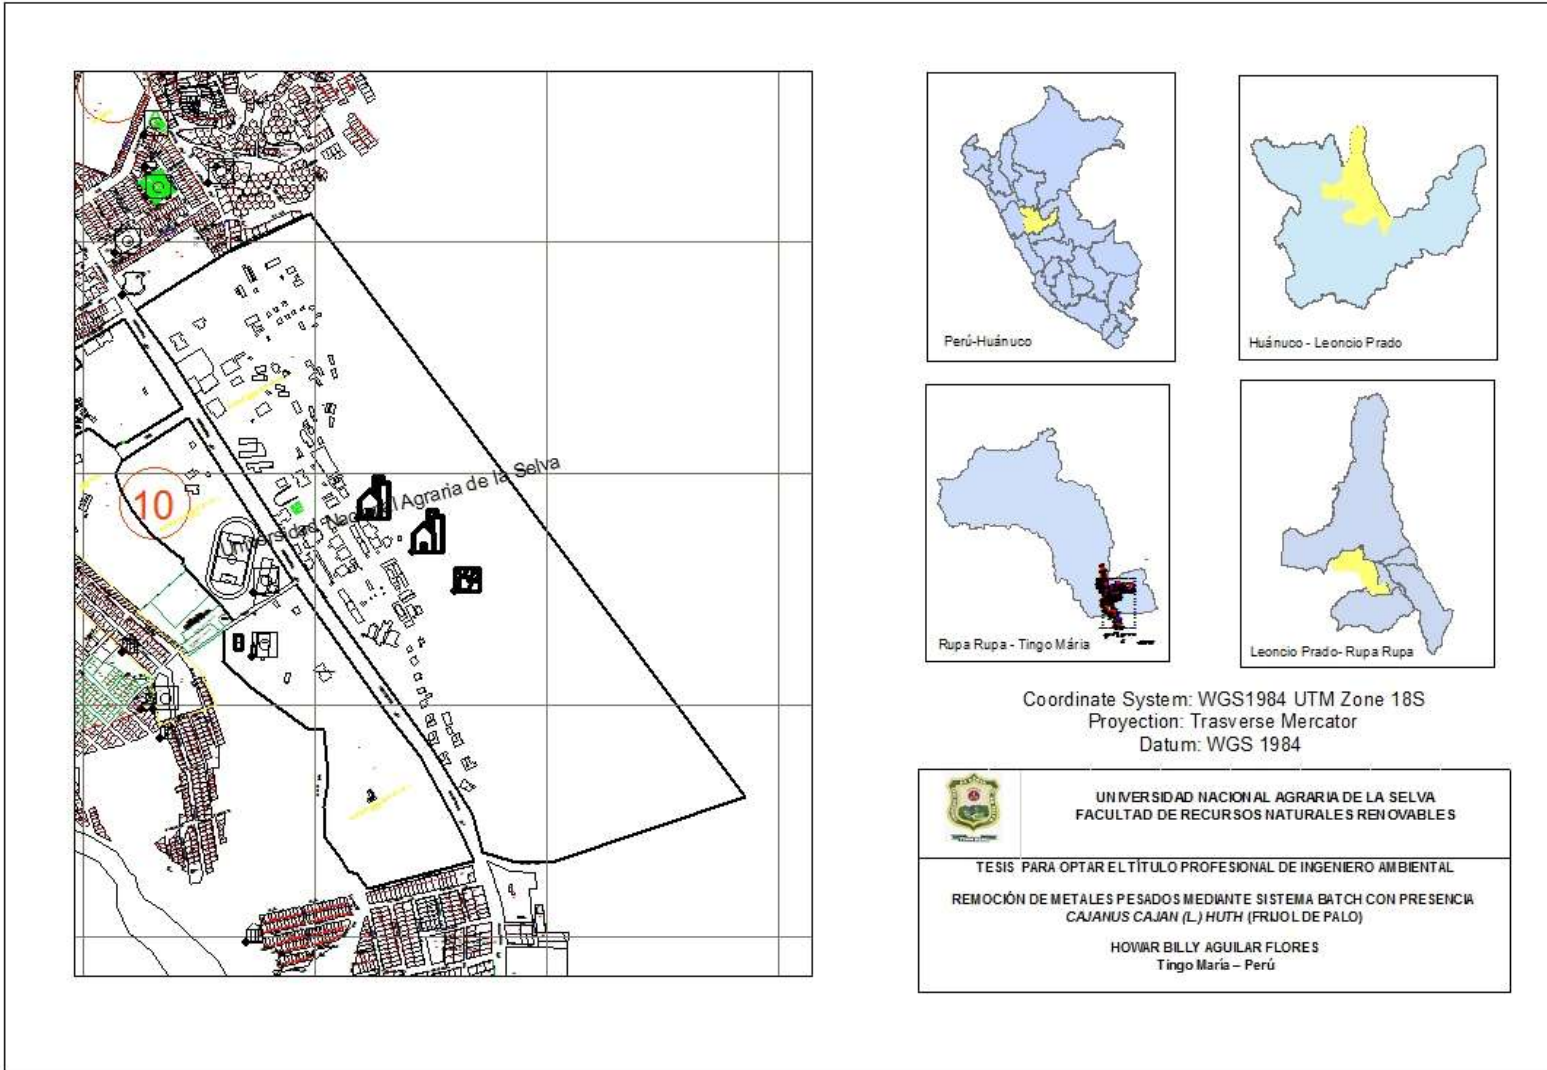 10
Universidad Nacional Agraria de la Selva
Perú-Huánuco
Huánuco - Leoncio Prado
Rupa Rupa - Tingo Mária
Leoncio Prado- Rupa Rupa
Coordinate System: WGS1984 UTM Zone 18S
Proyection: Trasverse Mercator
Datum: WGS 1984
UNIVERSIDAD NACIONAL AGRARIA DE LA SELVA
FACULTAD DE RECURSOS NATURALES RENOVABLES
TESIS PARA OPTAR EL TÍTULO PROFESIONAL DE INGENIERO AMBIENTAL
REMOCIÓN DE METALES PESADOS MEDIANTE SISTEMA BATCH CON PRESENCIA
CAJANUS CAJAN (L.) HUTH (FRIJOL DE PALO)
HOWAR BILLY AGUILAR FLORES
Tingo María – Perú